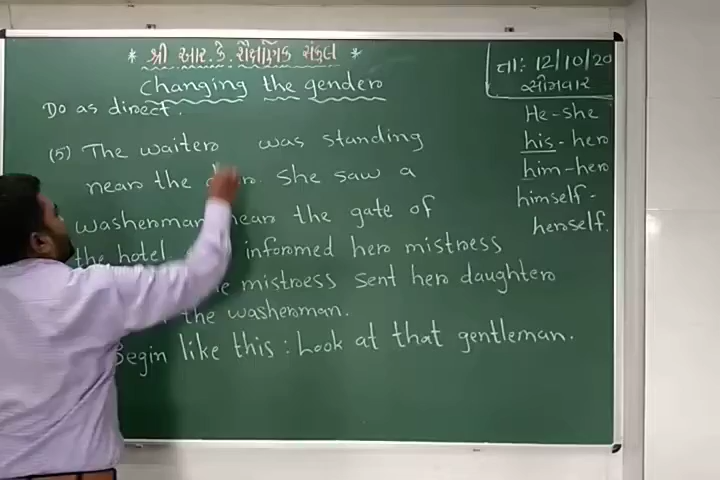 * શ્રી આર. કે. શૈક્ષણિક સંકુલ *
Changing the gender
Do as direct.
(5) The waiter was standing
near the . She saw a
washerman near the gate of
the hotel informed her mistress
mistress sent her daughter
the washerman.
Begin like this : Look at that gentleman.
તા: 12/10/20
સોમવાર
He-she
his-her
him-her
himself-
herself.